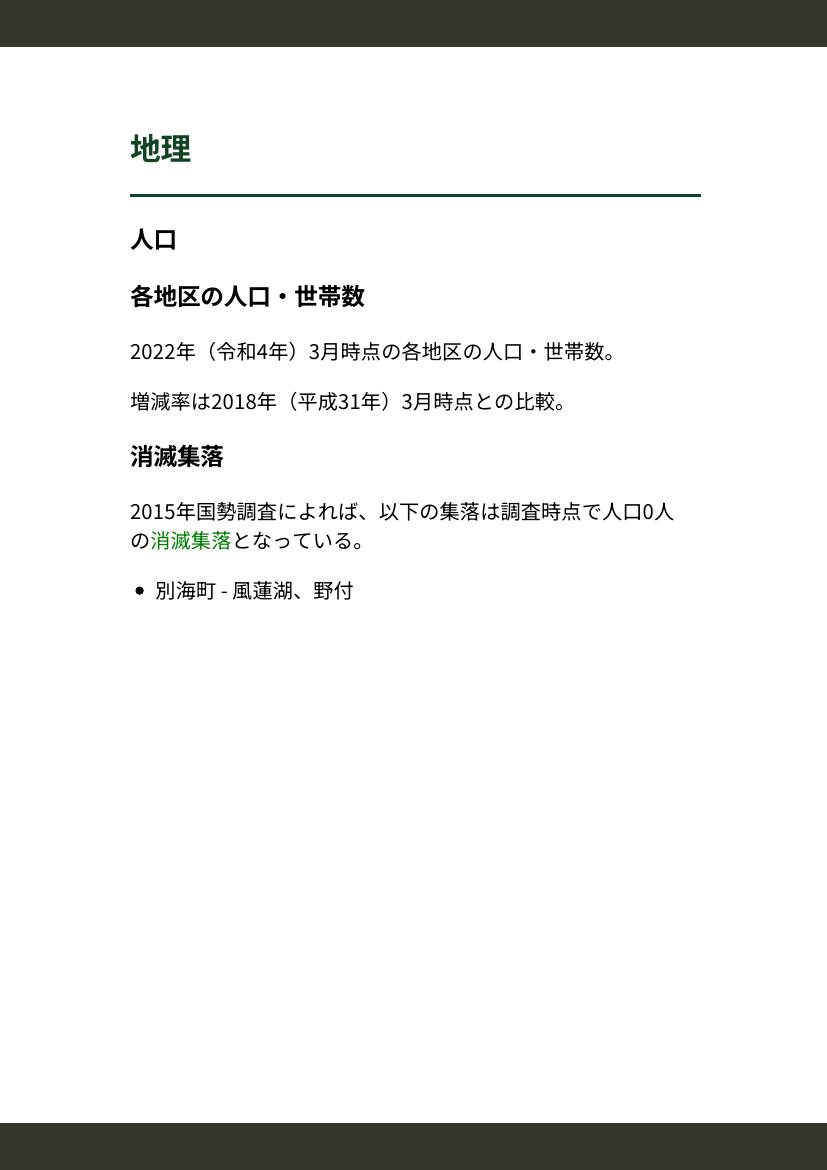 地理
人口
各地区の人口・世帯数
2022年（令和4年）3月時点の各地区の人口・世帯数。
増減率は2018年（平成31年）3月時点との比較。
消滅集落
2015年国勢調査によれば、以下の集落は調査時点で人口0人
の消滅集落となっている。
• 別海町 - 風蓮湖、野付